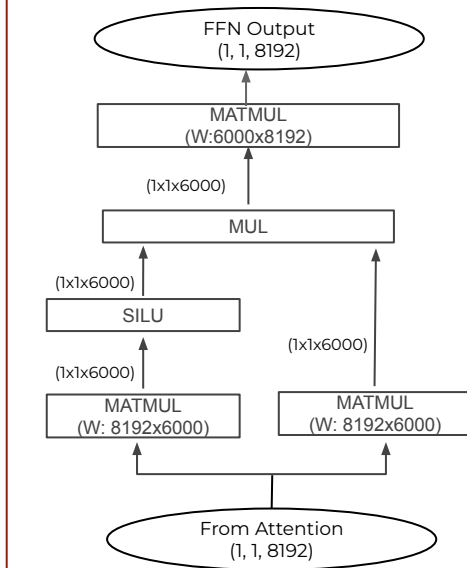 FFN Output
(1, 1, 8192)
MATMUL
(W:6000x8192)
(1x1x6000)
MUL
(1x1x6000)
SILU
(1x1x6000)
(1x1x6000)
MATMUL
(W: 8192x6000)
MATMUL
(W: 8192x6000)
From Attention
(1, 1, 8192)